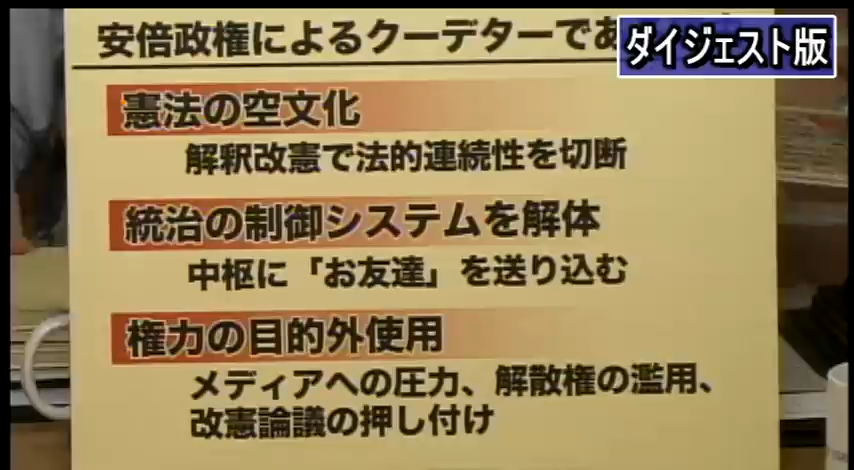 安倍政権によるクーデターであ
ダイジェスト版
憲法の空文化
解釈改憲で法的連続性を切断
統治の制御システムを解体
中枢に「お友達」を送り込む
権力の目的外使用
メディアへの圧力、解散権の濫用、
改憲論議の押し付け